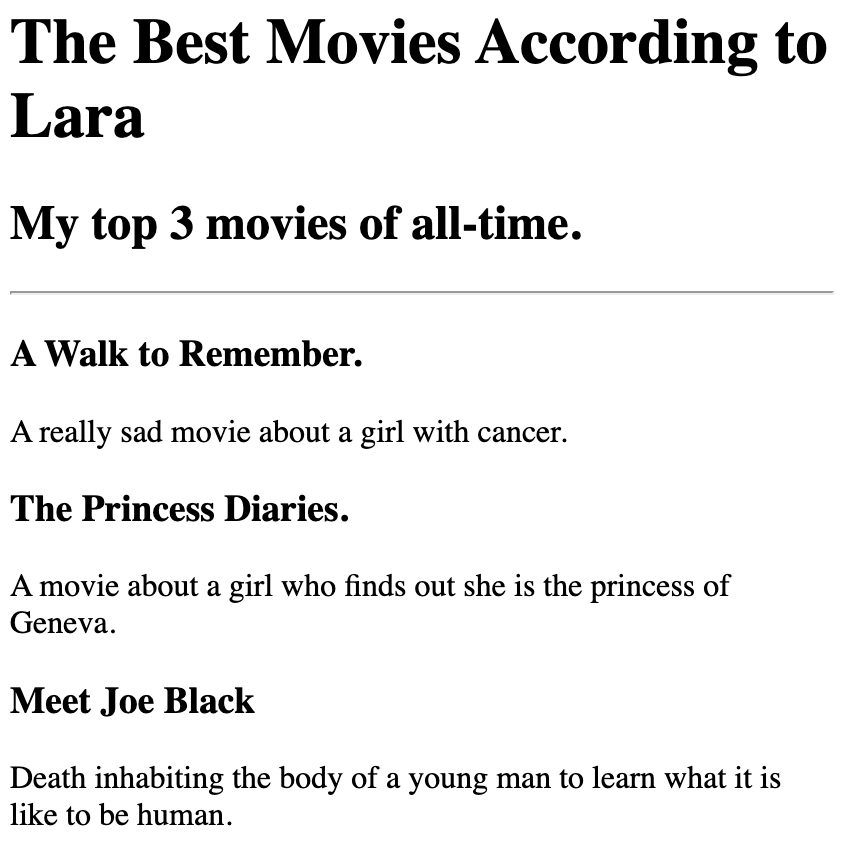 The Best Movies According to
Lara
My top 3 movies of all-time.
A Walk to Remember.
A really sad movie about a girl with cancer.
The Princess Diaries.
A movie about a girl who finds out she is the princess of
Geneva.
Meet Joe Black
Death inhabiting the body of a young man to learn what it is
like to be human.